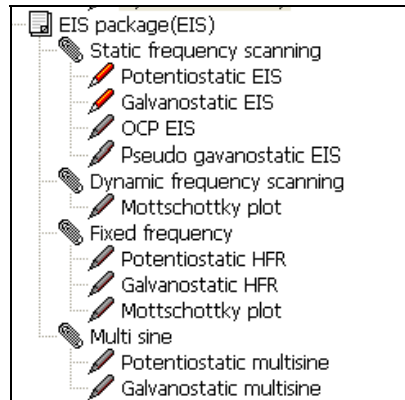 EIS package(EIS)
Static frequency scanning
Potentiostatic EIS
Galvanostatic EIS
OCP EIS
Pseudo gavanostatic EIS
Dynamic frequency scanning
Mottschottky plot
Fixed frequency
Potentiostatic HFR
Galvanostatic HFR
Mottschottky plot
Multi sine
Potentiostatic multisine
Galvanostatic multisine